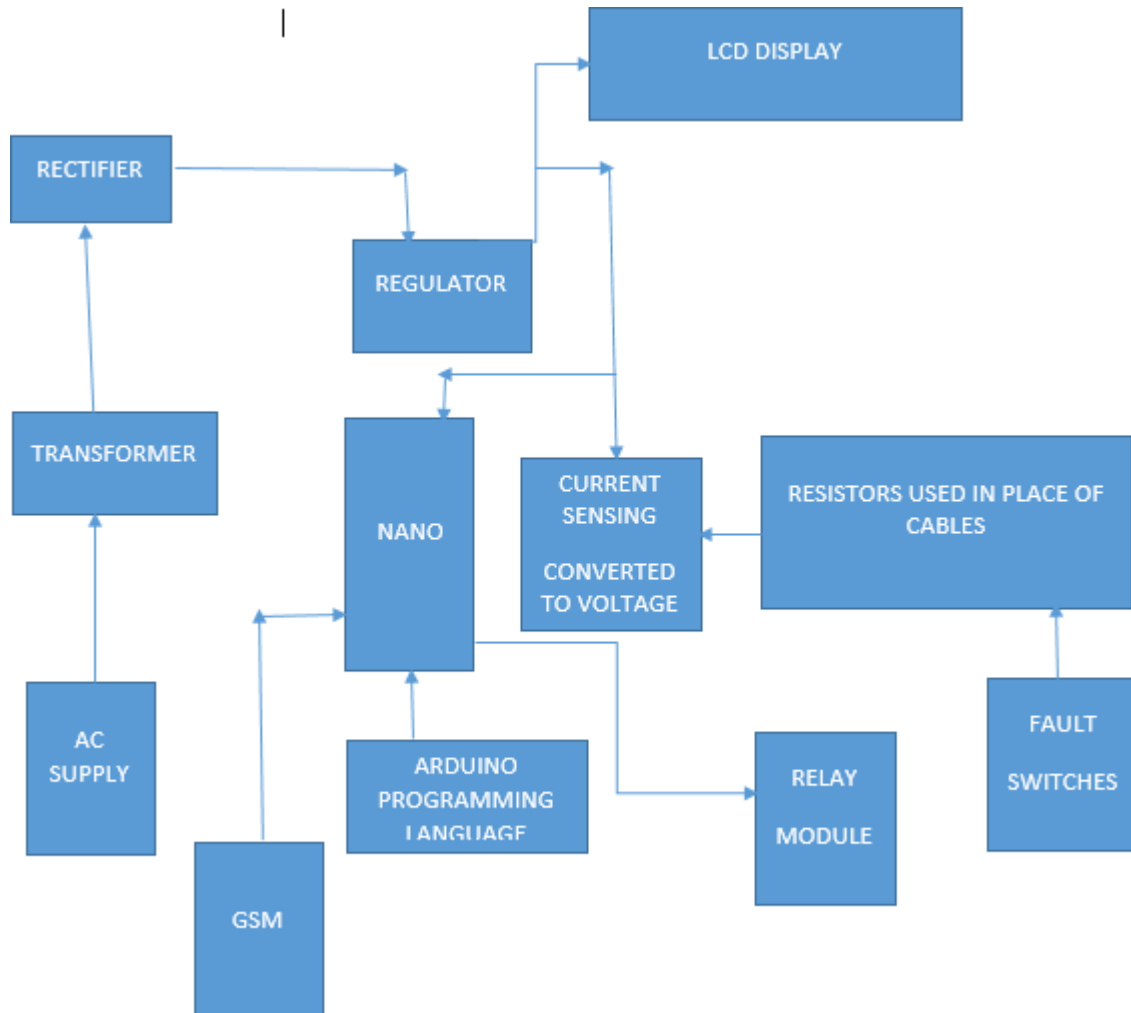 LCD DISPLAY
RECTIFIER
REGULATOR
TRANSFORMER
NANO
CURRENT
SENSING
CONVERTED
TO VOLTAGE
RESISTORS USED IN PLACE OF
CABLES
AC
SUPPLY
ARDUINO
PROGRAMMING
LANGUAGE
RELAY
MODULE
FAULT
SWITCHES
GSM